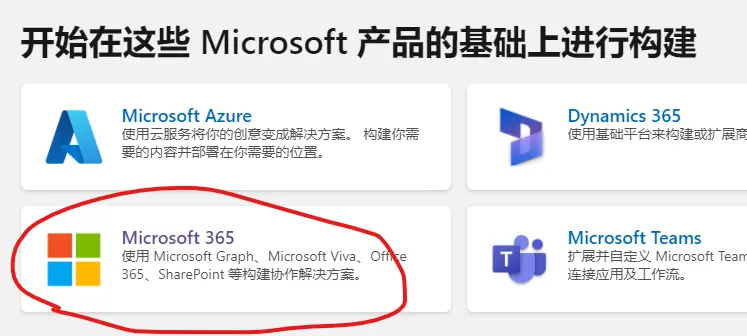 开始在这些 Microsoft 产品的基础上进行构建
Microsoft Azure
使用云服务将你的创意变成解决方案。 构建你需
要的内容并部署在你需要的位置。
Dynamics 365
使用基础平台来构建或扩展商
Microsoft 365
使用 Microsoft Graph、Microsoft Viva、Office
365、SharePoint 等构建协作解决方案。
Microsoft Teams
扩展并自定义 Microsoft Team
连接应用及工作流。